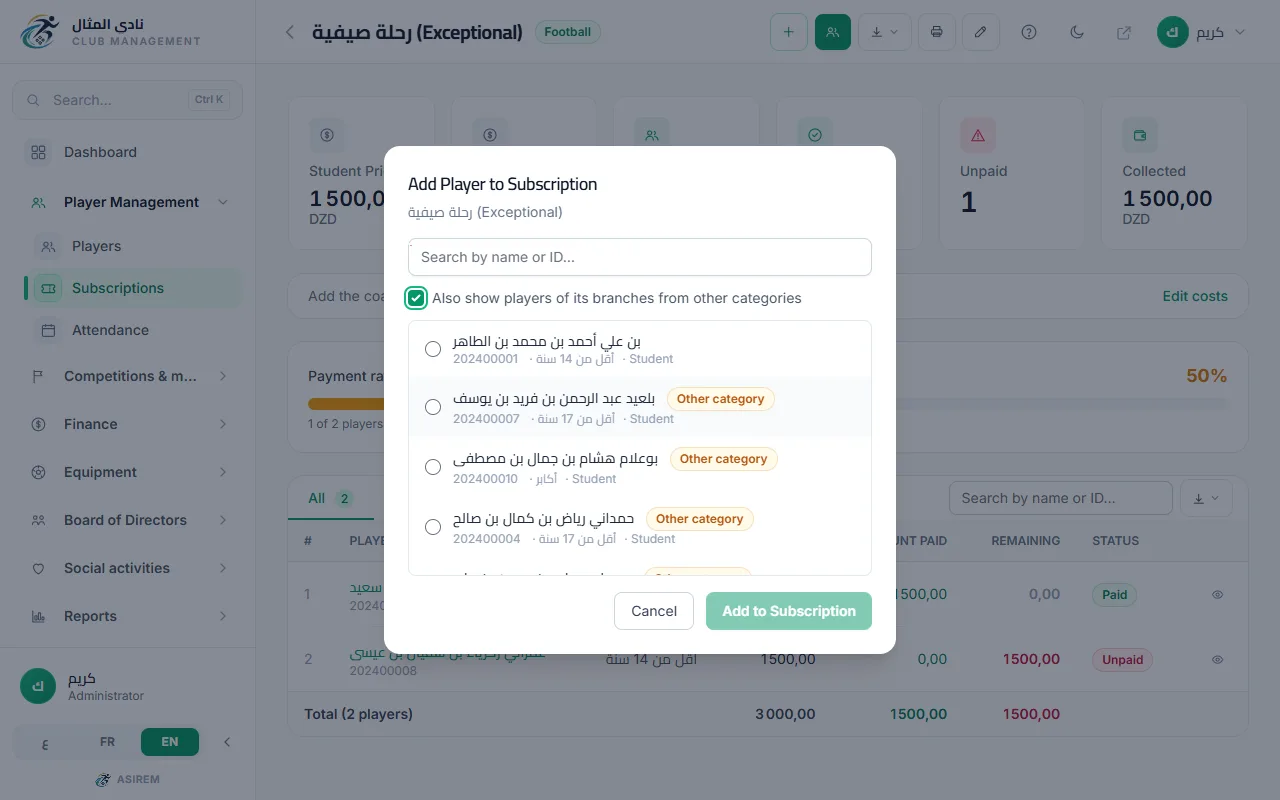 نادي المثال
CLUB MANAGEMENT
رحلة صيفية (Exceptional)
Football
كريم
Search...
Ctrl K
Dashboard
Player Management
Players
Subscriptions
Attendance
Competitions & m...
Finance
Equipment
Board of Directors
Social activities
Reports
كريم
Administrator
ع
FR
EN
ASIREM
Student Pri
1 500,0
DZD
Unpaid
1
Collected
1 500,00
DZD
Add the coa
Edit costs
Payment ra
50%
1 of 2 players
All 2
Search by name or ID...
#
PLAYE
UNT PAID
REMAINING
STATUS
1
سعيد
20240
1500,00
0,00
Paid
2
202400008
أقل من 14 سنة
1500,00
0,00
1500,00
Unpaid
Total (2 players)
3 000,00
1500,00
1500,00
Add Player to Subscription
رحلة صيفية (Exceptional)
Search by name or ID...
Also show players of its branches from other categories
بن علي أحمد بن محمد بن الطاهر
202400001 · أقل من 14 سنة · Student
بلعيد عبد الرحمن بن فريد بن يوسف Other category
202400007 · أقل من 17 سنة · Student
بوعلام هشام بن جمال بن مصطفى Other category
202400010 · أكابر · Student
حمداني رياض بن كمال بن صالح Other category
202400004 · أقل من 17 سنة · Student
Cancel
Add to Subscription